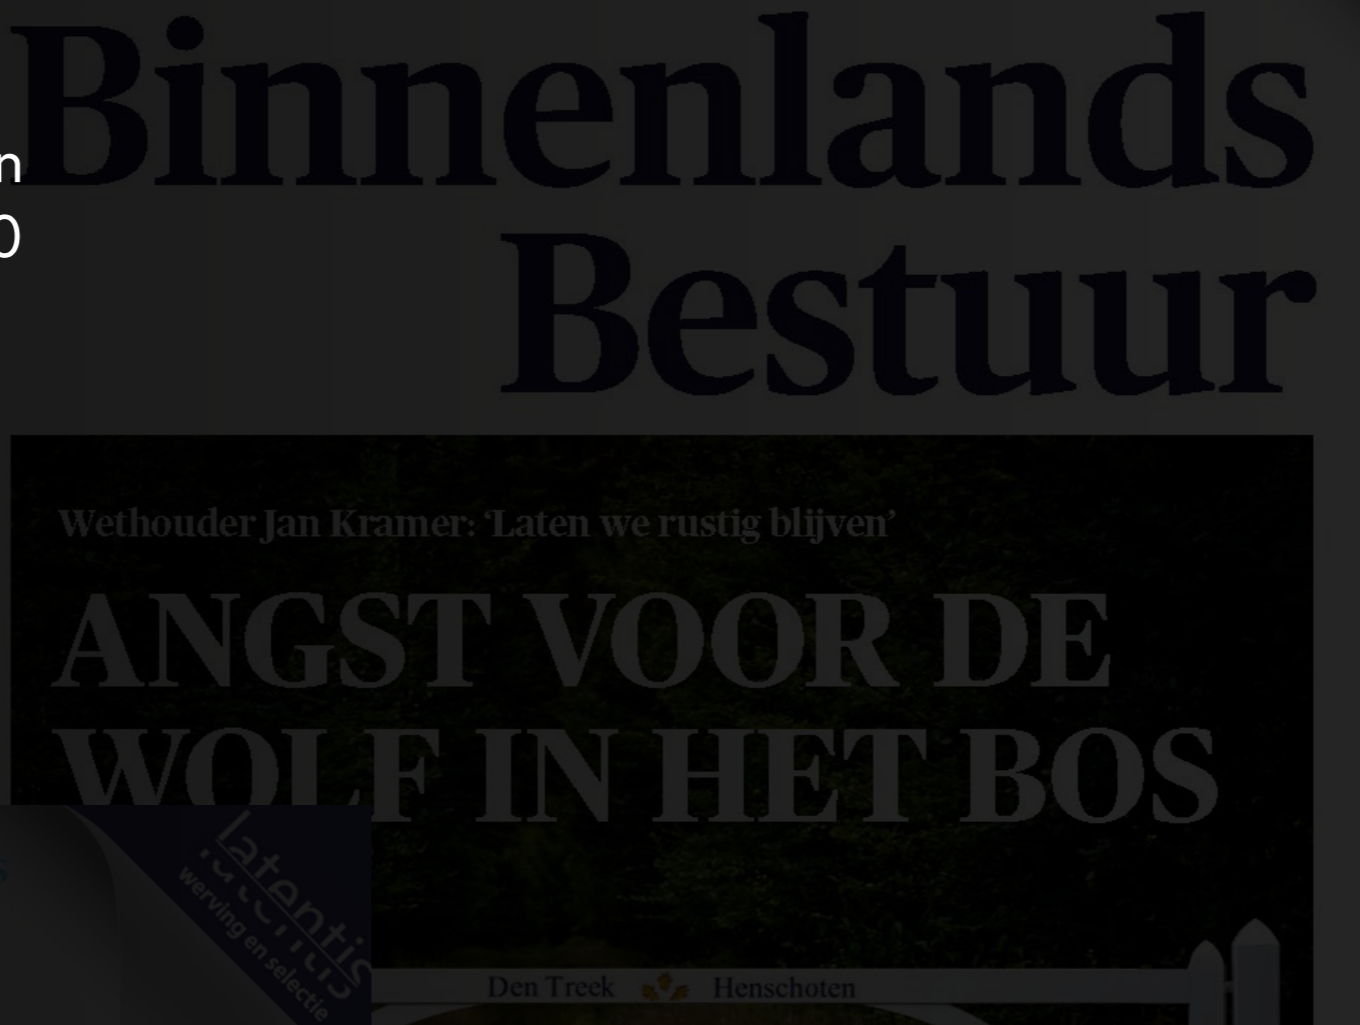 Binnenlands
n
0
Bestuur
Wethouder Jan Kramer: ‘Laten we rustig blijven’
ANGST VOOR DE
WOLF IN HET BOS
s
latentis
werving en selectie
Den Treek Henschoten